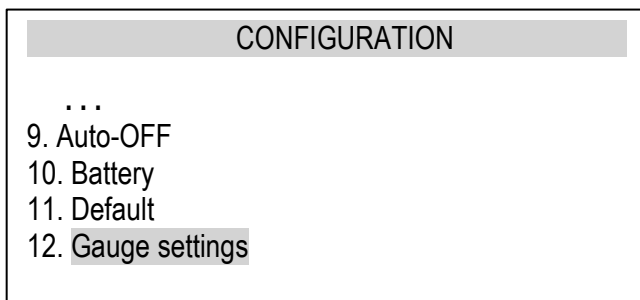 CONFIGURATION
...
9. Auto-OFF
10. Battery
11. Default
12. Gauge settings